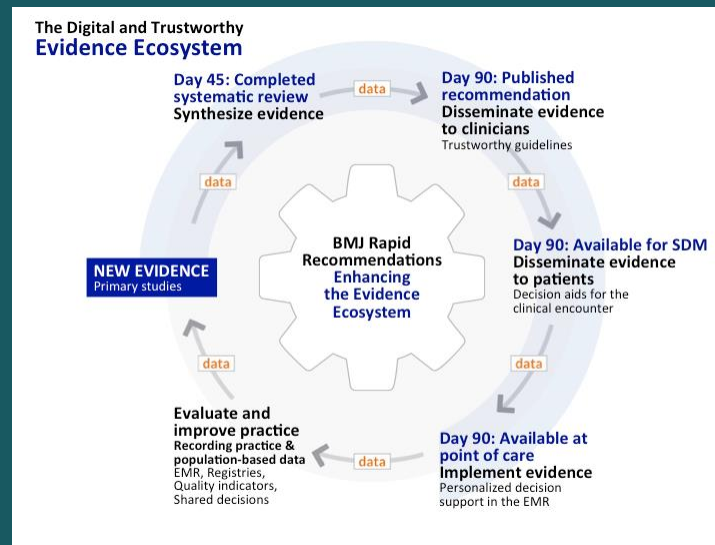 The Digital and Trustworthy
Evidence Ecosystem
Day 45: Completed
systematic review
Synthesize evidence
data
Day 90: Published
recommendation
Disseminate evidence
to clinicians
Trustworthy guidelines
data
data
BMJ Rapid
Recommendations
Enhancing
the Evidence
Ecosystem
Day 90: Available for SDM
Disseminate evidence
to patients
Decision aids for the
clinical encounter
NEW EVIDENCE
Primary studies
data
data
Evaluate and
improve practice
Recording practice &
population-based data
EMR, Registries,
Quality indicators,
Shared decisions
data
Day 90: Available at
point of care
Implement evidence
Personalized decision
support in the EMR